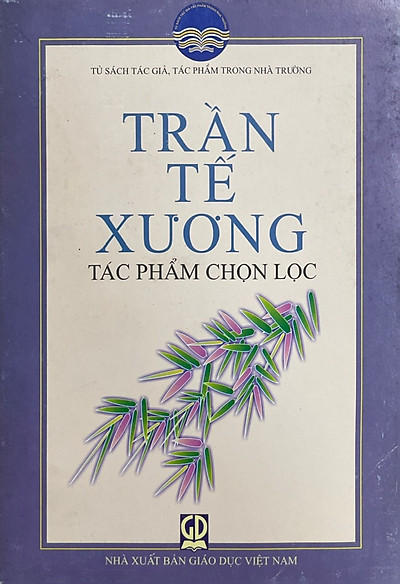 TỦ SÁCH TÁC GIẢ, TÁC PHẨM TRONG NHÀ TRƯỜNG
TRẦN
TẾ
XƯƠNG
TÁC PHẨM CHỌN LỌC
GD
NHÀ XUẤT BẢN GIÁO DỤC VIỆT NAM